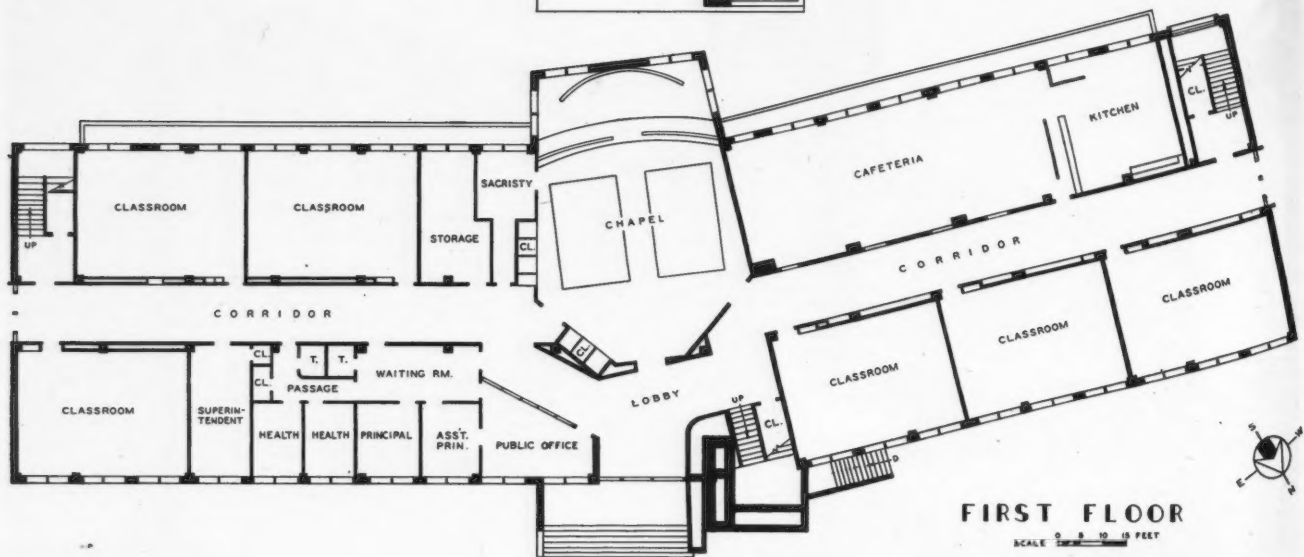 CLASSROOM
CLASSROOM
UP
STORAGE
SACRISTY
CL.
CHAPEL
CAFETERIA
KITCHEN
CL.
UP
CORRIDOR
CORRIDOR
CLASSROOM
SUPERIN-
TENDENT
CL.
CL.
T.
T.
PASSAGE
WAITING RM.
HEALTH
HEALTH
PRINCIPAL
ASS'T.
PRIN.
PUBLIC OFFICE
LOBBY
CL.
UP
CL.
D
CLASSROOM
CLASSROOM
CLASSROOM
S
W
E
N
FIRST FLOOR
SCALE 0 5 10 15 FEET